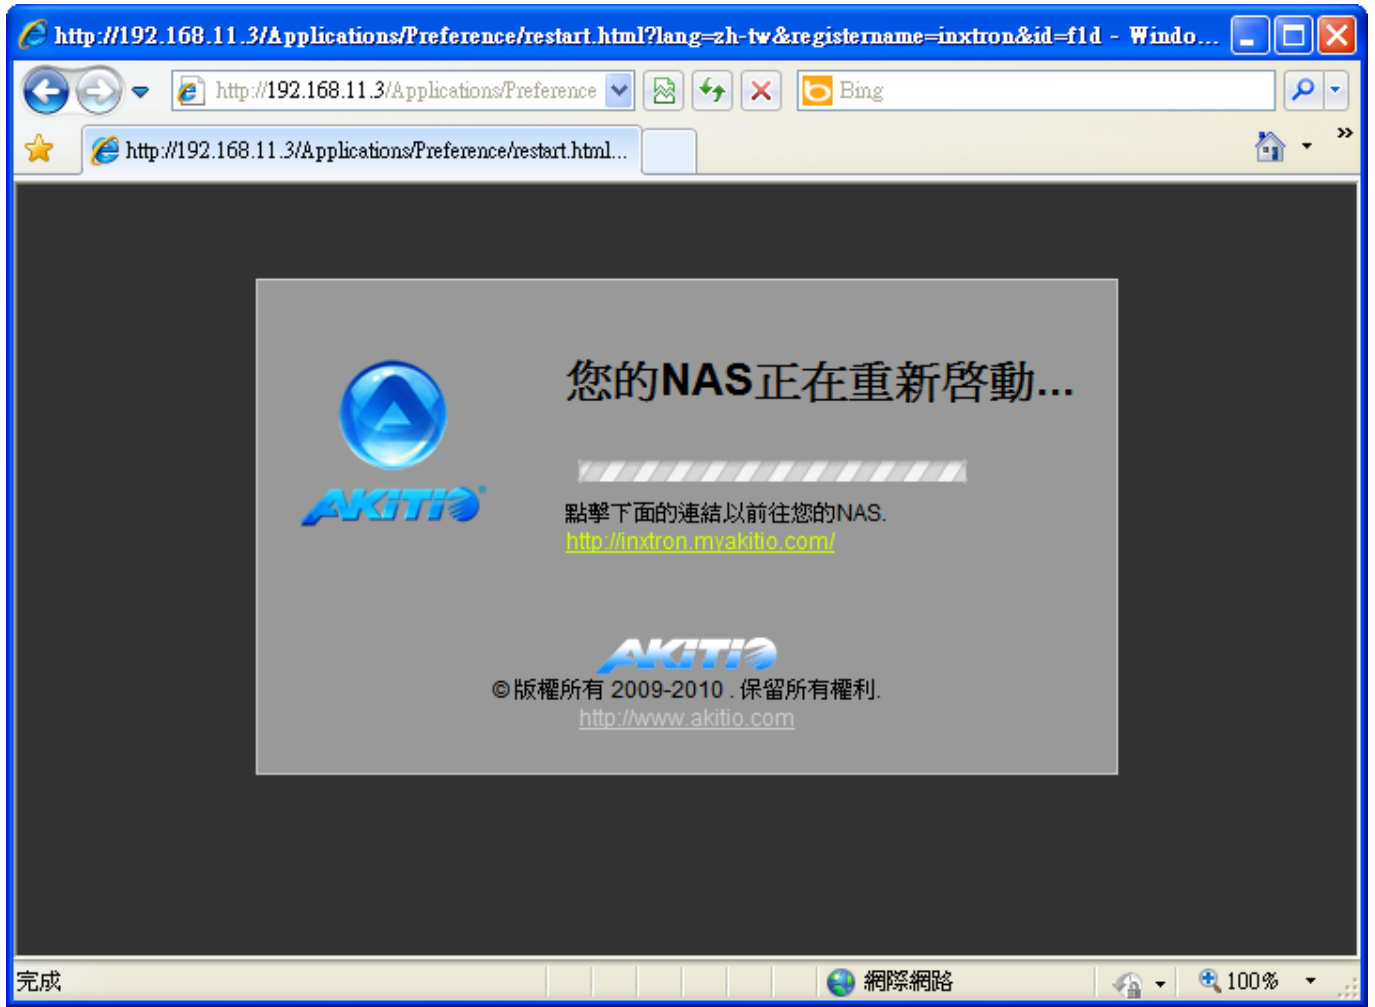 http://192.168.11.3/Applications/Preference/restart.html?lang=zh-tw&registername=inxtron&id=f1d - Windo...
http://192.168.11.3/Applications/Preference
Bing
http://192.168.11.3/Applications/Preference/restart.html...
您的NAS正在重新啓動...
AKiTiO
點擊下面的連結以前往您的NAS.
http://inxtron.myakitio.com/
AKiTiO
©版權所有 2009-2010 . 保留所有權利.
http://www.akitio.com
完成
網際網路
100%